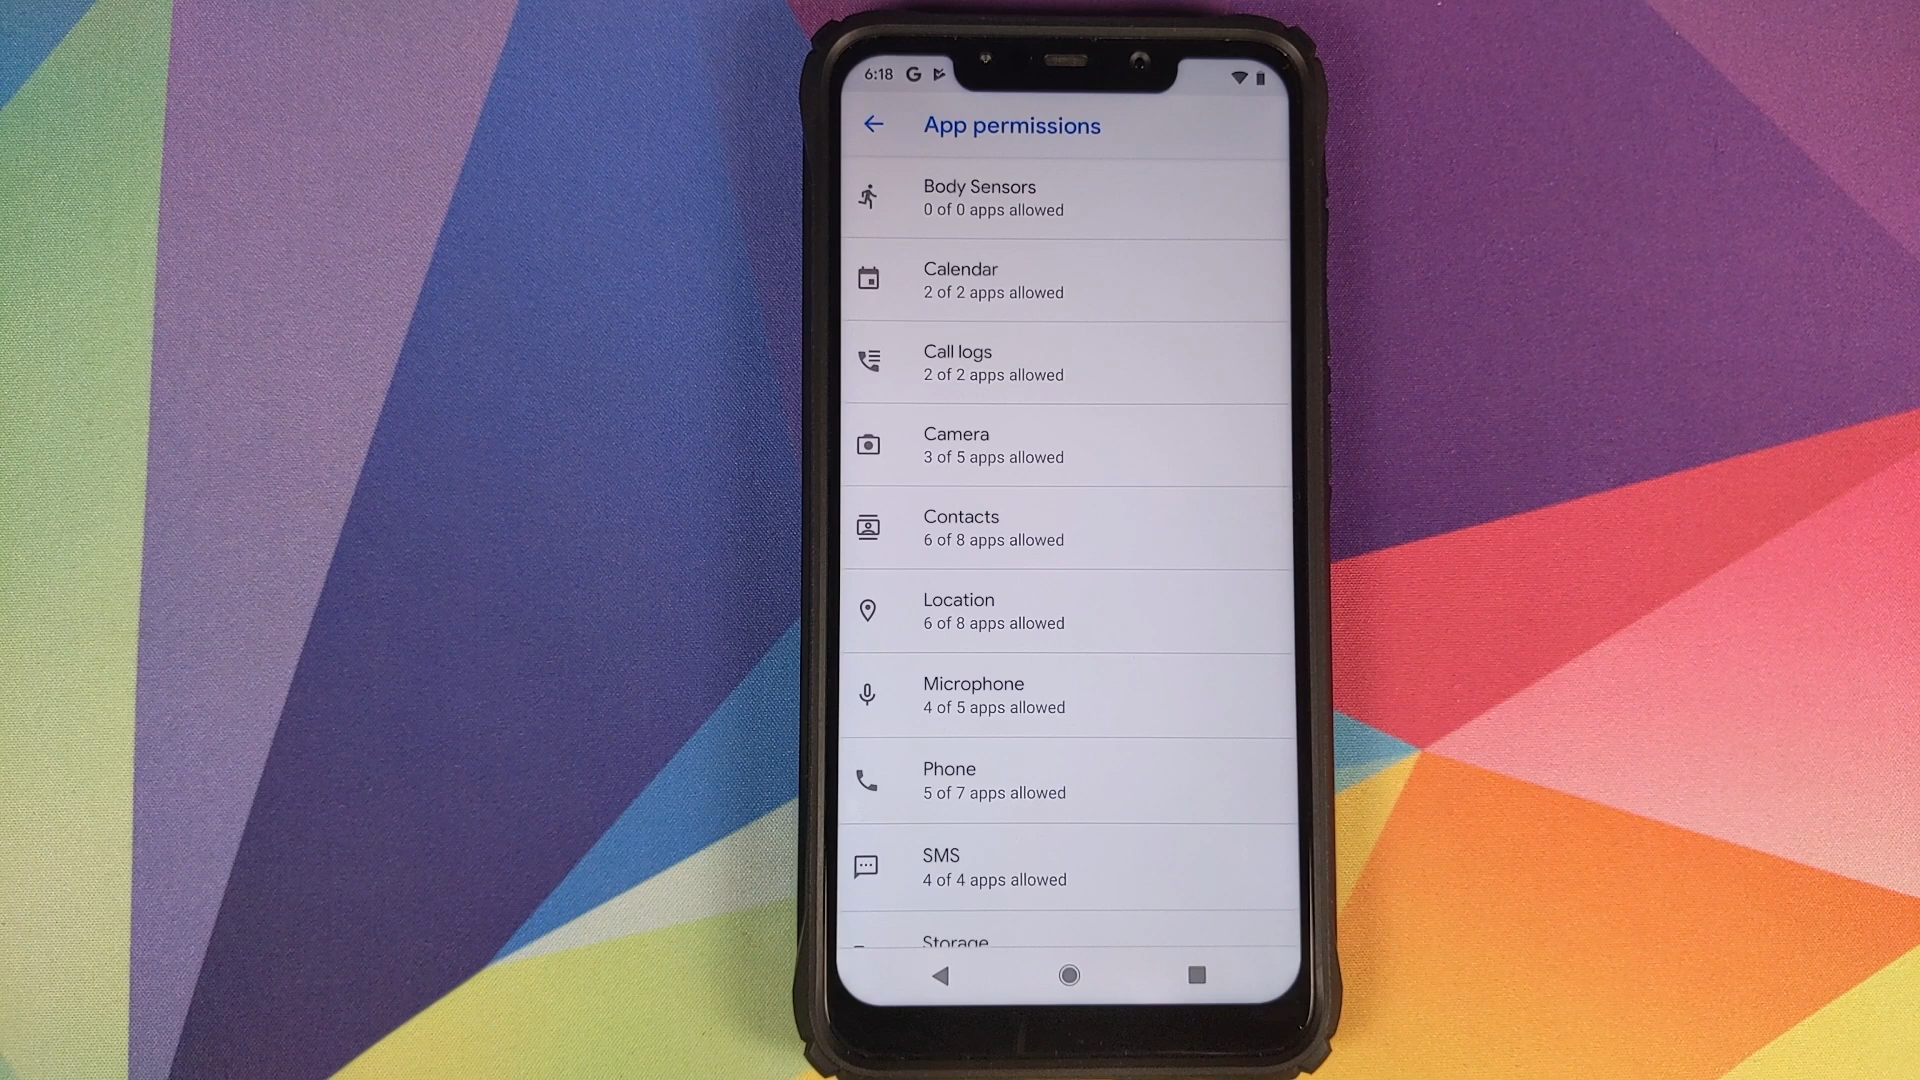 6:18 G
App permissions
Body Sensors
0 of 0 apps allowed
Calendar
2 of 2 apps allowed
Call logs
2 of 2 apps allowed
Camera
3 of 5 apps allowed
Contacts
6 of 8 apps allowed
Location
6 of 8 apps allowed
Microphone
4 of 5 apps allowed
Phone
5 of 7 apps allowed
SMS
4 of 4 apps allowed
Storage